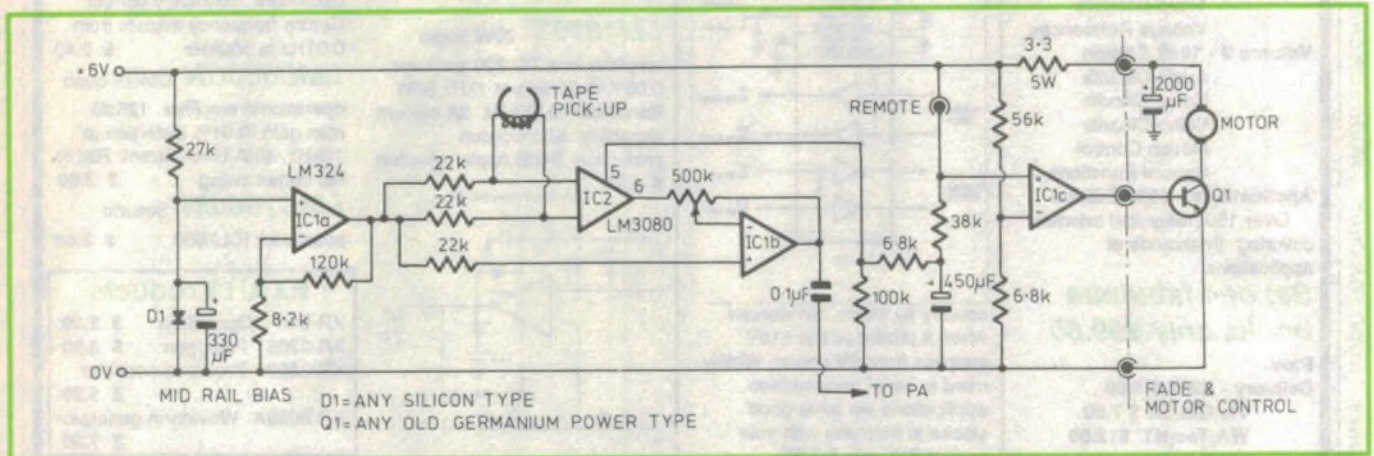 +6V
27k
D1
330
µF
8·2k
120k
LM324
IC1a
+
-
TAPE
PICK-UP
22k
22k
22k
5
6
IC2
LM3080
500k
IC1b
0·1µF
6·8k
100k
REMOTE
38k
450µF
56k
6·8k
IC1c
3·3
5W
2000
µF
MOTOR
Q1
0V
MID RAIL BIAS
D1=ANY SILICON TYPE
Q1=ANY OLD GERMANIUM POWER TYPE
TO PA
FADE &
MOTOR CONTROL